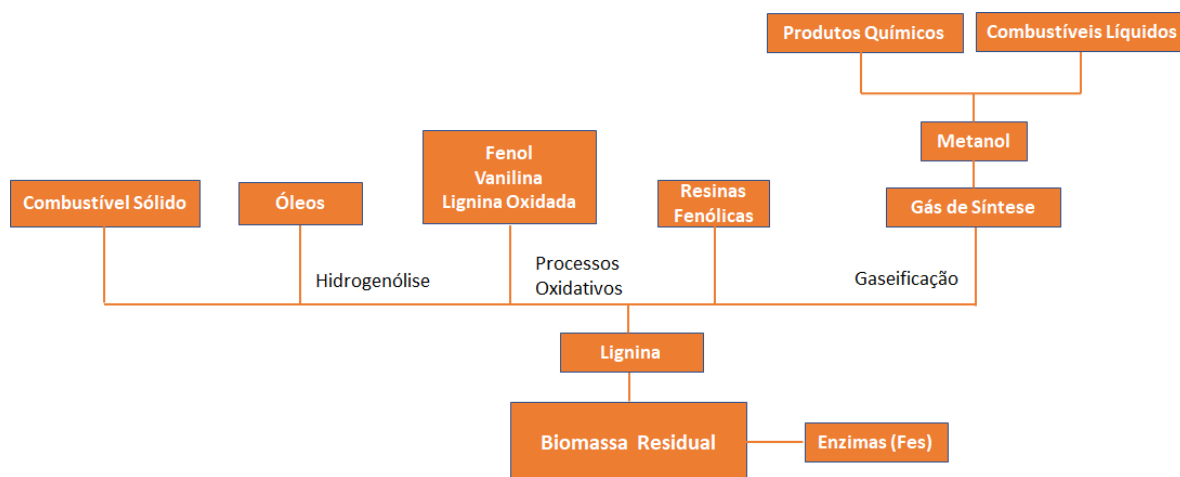 Produtos Químicos
Combustíveis Líquidos
Metanol
Fenol
Vanilina
Lignina Oxidada
Combustível Sólido
Óleos
Resinas
Fenólicas
Gás de Síntese
Hidrogenólise
Processos
Oxidativos
Gaseificação
Lignina
Biomassa Residual
Enzimas (Fes)